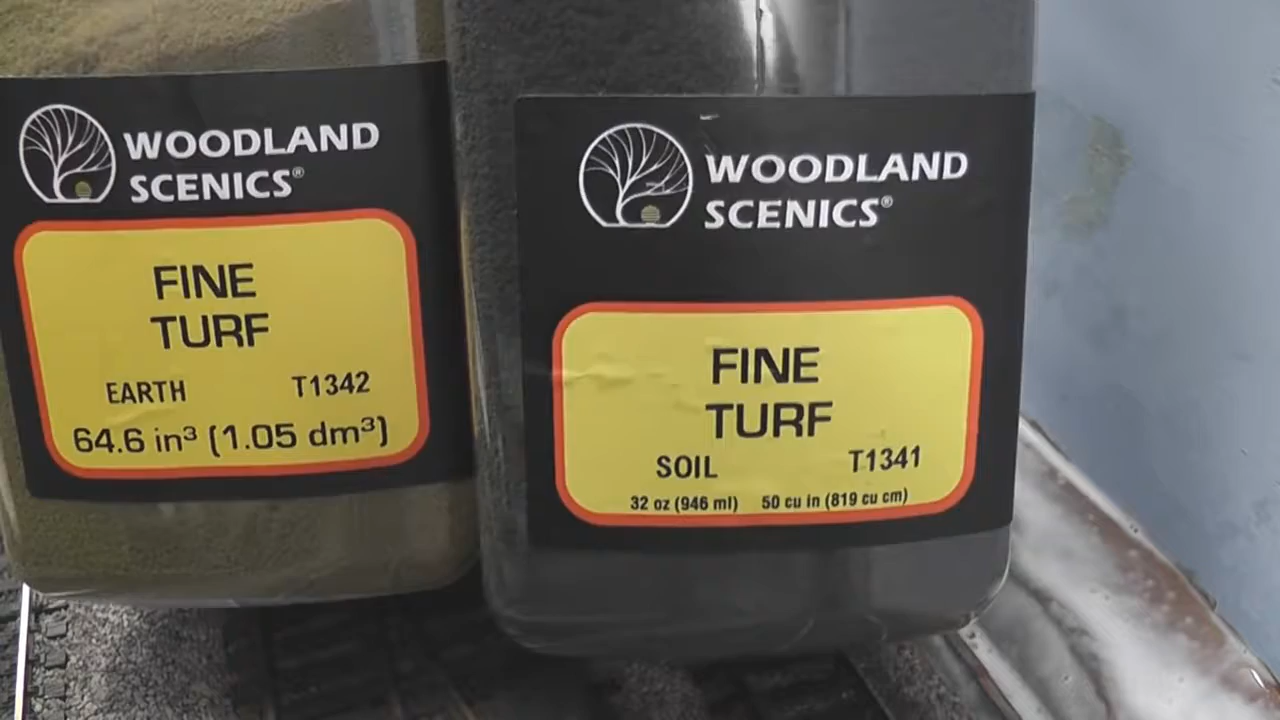 WOODLAND
SCENICS®
FINE
TURF
EARTH T1342
64.6 in³ (1.05 dm³)
WOODLAND
SCENICS®
FINE
TURF
SOIL T1341
32 oz (946 ml) 50 cu in (819 cu cm)